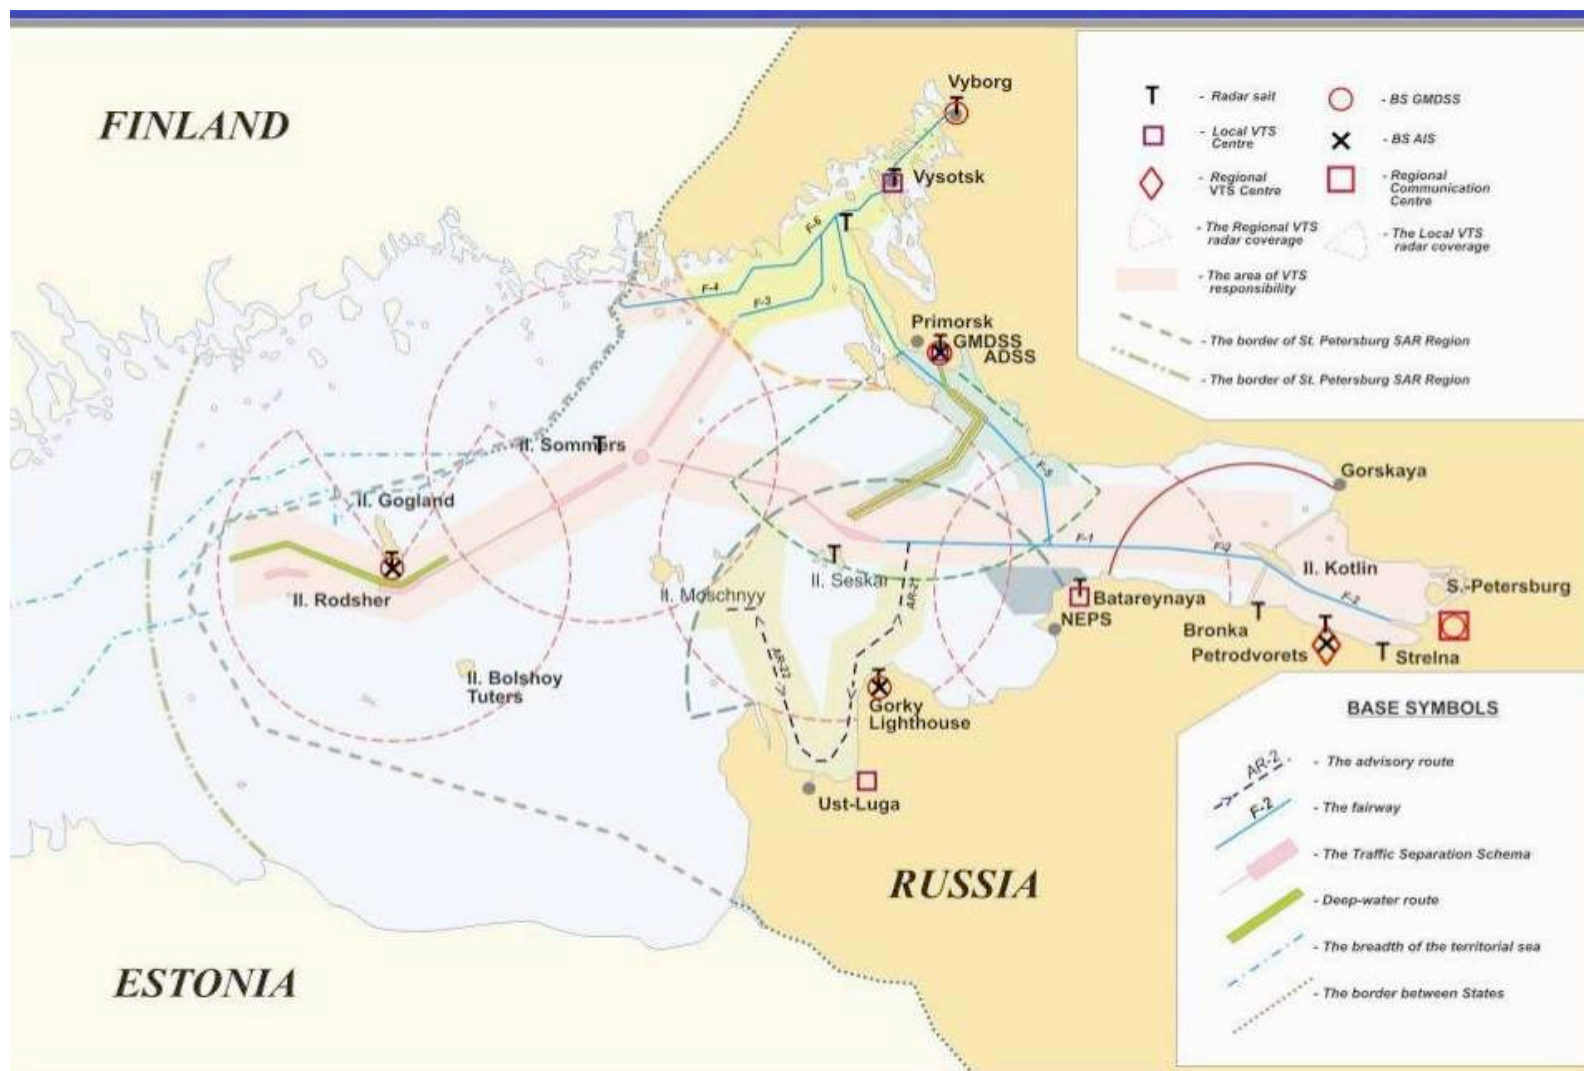 FINLAND
Vyborg
Vysotsk
F-6
F-4
F-3
Primorsk
GMDSS
ADSS
T - Radar sait
- Local VTS
Centre
- Regional
VTS Centre
- The Regional VTS
radar coverage
- The area of VTS
responsibility
- BS GMDSS
- BS AIS
- Regional
Communication
Centre
- The Local VTS
radar coverage
- The border of St. Petersburg SAR Region
- The border of St. Petersburg SAR Region
Il. Sommers
Il. Gogland
Il. Rodsher
F-5
Gorskaya
F-1
Il. Seskar
Il. Moschnyy
AR-21
AR-22
Il. Kotlin
F-2
S.-Petersburg
Batareynaya
NEPS
Bronka
Petrodvorets
Strelna
Il. Bolshoy
Tuters
Gorky
Lighthouse
Ust-Luga
RUSSIA
ESTONIA
BASE SYMBOLS
AR-2 - The advisory route
F-2 - The fairway
- The Traffic Separation Schema
- Deep-water route
- The breadth of the territorial sea
- The border between States